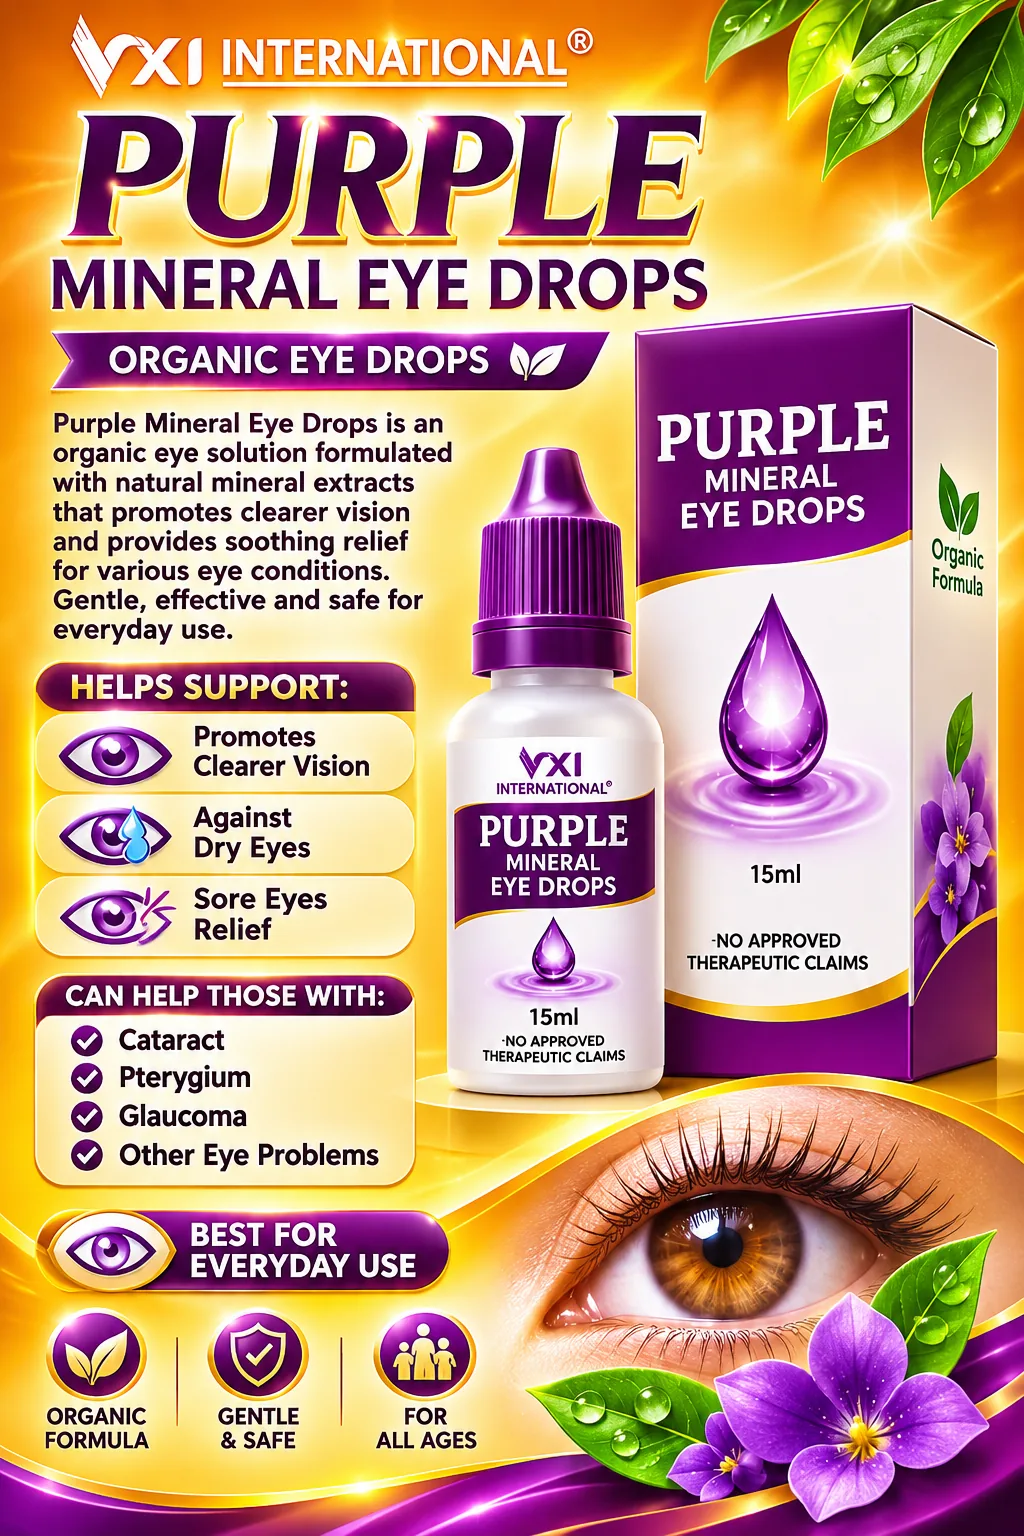 VXI INTERNATIONAL®
PURPLE
MINERAL EYE DROPS
ORGANIC EYE DROPS
Purple Mineral Eye Drops is an
organic eye solution formulated
with natural mineral extracts
that promotes clearer vision
and provides soothing relief
for various eye conditions.
Gentle, effective and safe for
everyday use.
HELPS SUPPORT:
Promotes
Clearer Vision
Against
Dry Eyes
Sore Eyes
Relief
CAN HELP THOSE WITH:
Cataract
Pterygium
Glaucoma
Other Eye Problems
BEST FOR
EVERYDAY USE
ORGANIC
FORMULA
GENTLE
& SAFE
FOR
ALL AGES
VXI
INTERNATIONAL®
PURPLE
MINERAL
EYE DROPS
15ml
·NO APPROVED
THERAPEUTIC CLAIMS
PURPLE
MINERAL
EYE DROPS
15ml
·NO APPROVED
THERAPEUTIC CLAIMS
Organic
Formula